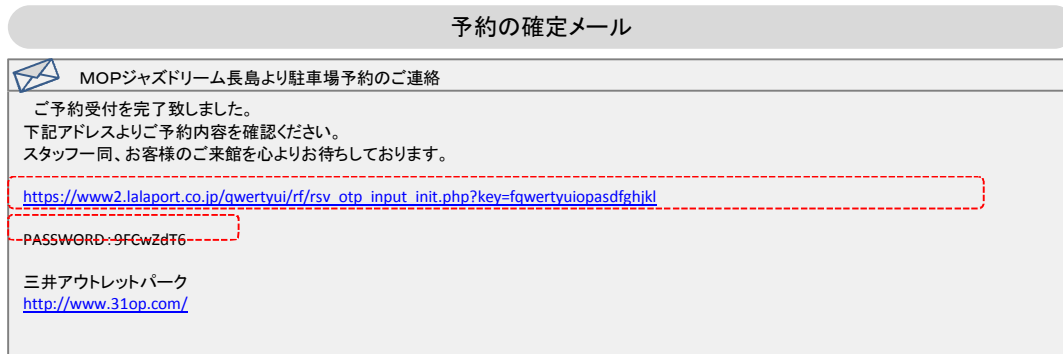 予約の確定メール
MOPジャズドリーム長島より駐車場予約のご連絡
ご予約受付を完了致しました。
下記アドレスよりご予約内容を確認ください。
スタッフ一同、お客様のご来館を心よりお待ちしております。
https://www2.lalaport.co.jp/qwertyui/rf/rsv_otp_input_init.php?key=fqwertyuiopasdfghjkl
PASSWORD:9FCwZdT6
三井アウトレットパーク
http://www.31op.com/